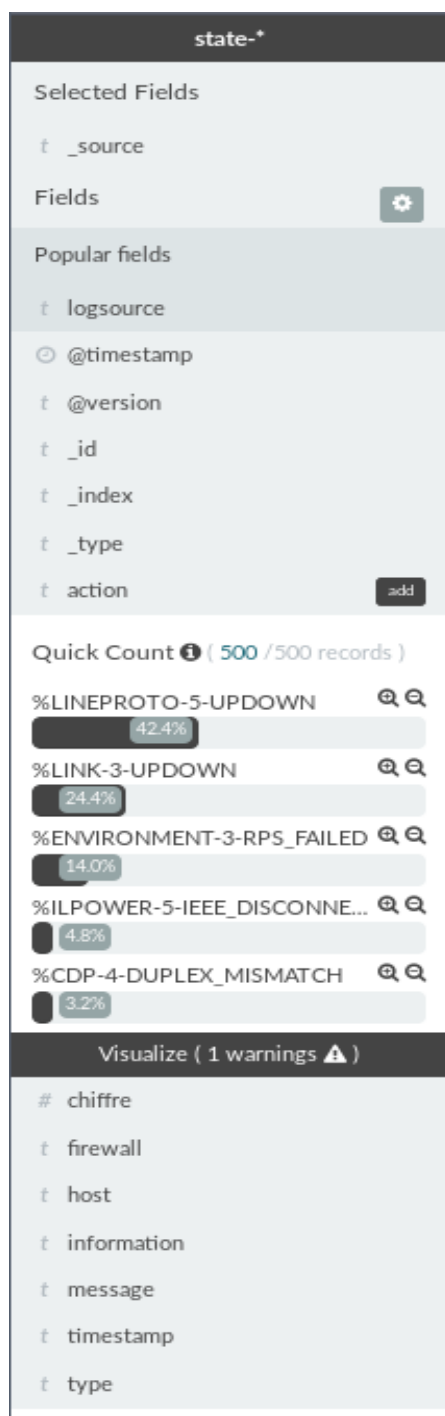 state-*
Selected Fields
t _source
Fields
Popular fields
t logsource
@timestamp
t @version
t _id
t _index
t _type
t action add
Quick Count ( 500 /500 records )
%LINEPROTO-5-UPDOWN
42.4%
%LINK-3-UPDOWN
24.4%
%ENVIRONMENT-3-RPS_FAILED
14.0%
%ILPOWER-5-IEEE_DISCONNE...
4.8%
%CDP-4-DUPLEX_MISMATCH
3.2%
Visualize ( 1 warnings )
# chiffre
t firewall
t host
t information
t message
t timestamp
t type